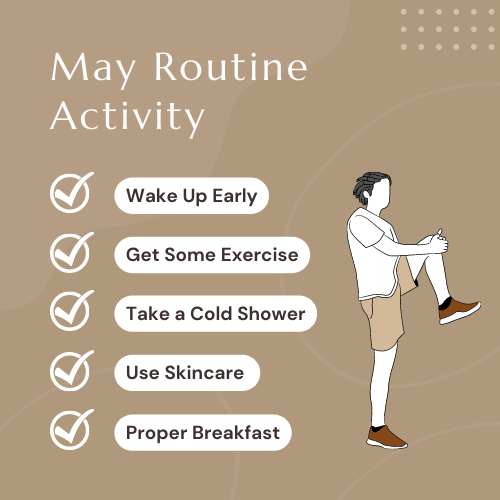 May Routine
Activity
Wake Up Early
Get Some Exercise
Take a Cold Shower
Use Skincare
Proper Breakfast